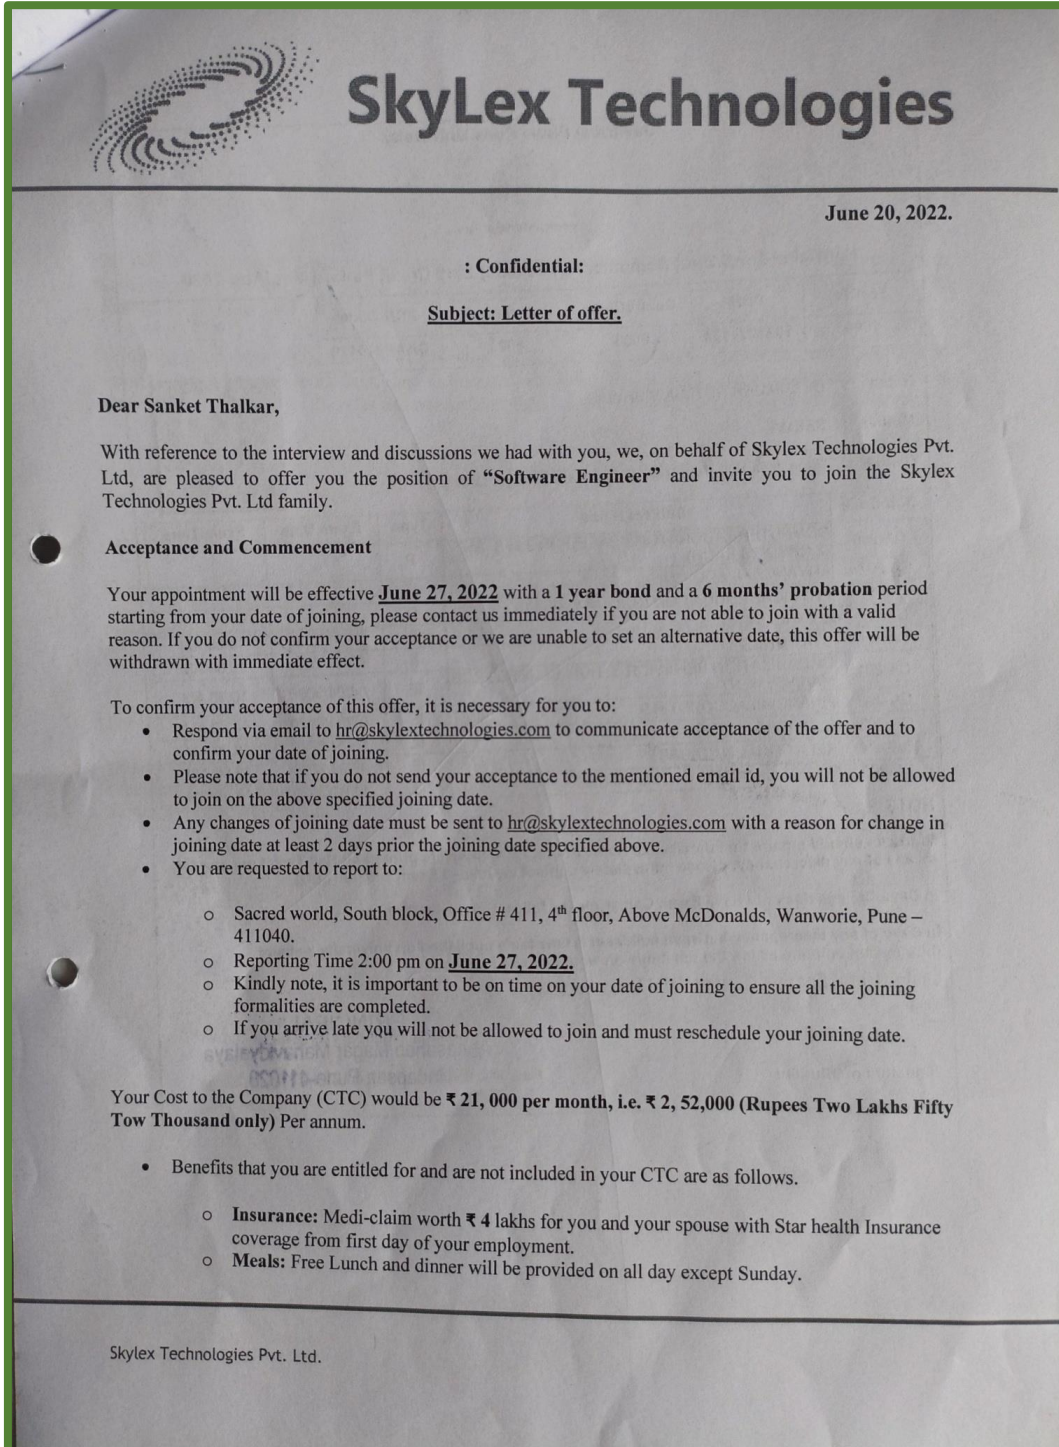 SkyLex Technologies
June 20, 2022.
: Confidential:
Subject: Letter of offer.
Dear Sanket Thalkar,
With reference to the interview and discussions we had with you, we, on behalf of Skylex Technologies Pvt.
Ltd, are pleased to offer you the position of “Software Engineer” and invite you to join the Skylex
Technologies Pvt. Ltd family.
Acceptance and Commencement
Your appointment will be effective June 27, 2022 with a 1 year bond and a 6 months’ probation period
starting from your date of joining, please contact us immediately if you are not able to join with a valid
reason. If you do not confirm your acceptance or we are unable to set an alternative date, this offer will be
withdrawn with immediate effect.
To confirm your acceptance of this offer, it is necessary for you to:
• Respond via email to hr@skylextechnologies.com to communicate acceptance of the offer and to
confirm your date of joining.
• Please note that if you do not send your acceptance to the mentioned email id, you will not be allowed
to join on the above specified joining date.
• Any changes of joining date must be sent to hr@skylextechnologies.com with a reason for change in
joining date at least 2 days prior the joining date specified above.
• You are requested to report to:
o Sacred world, South block, Office # 411, 4th floor, Above McDonalds, Wanworie, Pune –
411040.
o Reporting Time 2:00 pm on June 27, 2022.
o Kindly note, it is important to be on time on your date of joining to ensure all the joining
formalities are completed.
o If you arrive late you will not be allowed to join and must reschedule your joining date.
Your Cost to the Company (CTC) would be ₹ 21, 000 per month, i.e. ₹ 2, 52,000 (Rupees Two Lakhs Fifty
Tow Thousand only) Per annum.
• Benefits that you are entitled for and are not included in your CTC are as follows.
o Insurance: Medi-claim worth ₹ 4 lakhs for you and your spouse with Star health Insurance
coverage from first day of your employment.
o Meals: Free Lunch and dinner will be provided on all day except Sunday.
Skylex Technologies Pvt. Ltd.